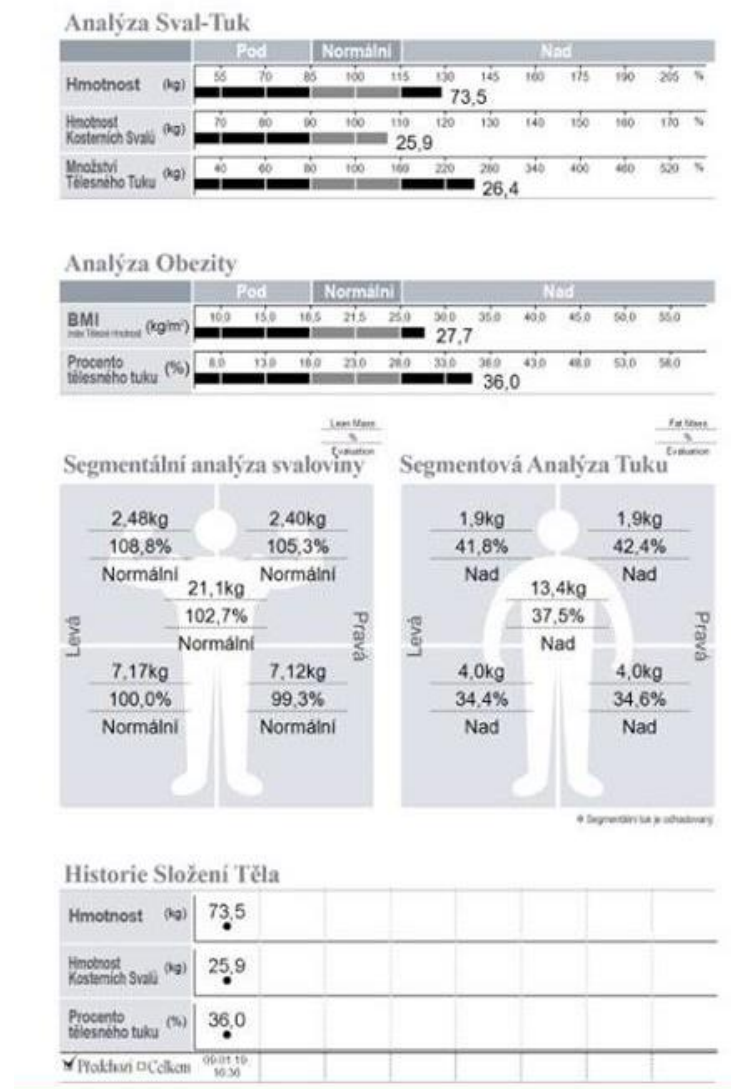 Analýza Sval-Tuk
Pod Normální Nad
Hmotnost (kg) 55 70 85 100 115 130 145 160 175 190 205 %
73,5
Hmotnost
Kosterních Svalů (kg) 70 80 90 100 110 120 130 140 150 160 170 %
25,9
Množství
Tělesného Tuku (kg) 40 60 80 100 160 220 280 340 400 460 520 %
26,4
Analýza Obezity
Pod Normální Nad
BMI (kg/m²) 10,0 15,0 18,5 21,5 25,0 30,0 35,0 40,0 45,0 50,0 55,0
27,7
Procento
tělesného tuku (%) 8,0 13,0 18,0 23,0 28,0 33,0 38,0 43,0 48,0 53,0 58,0
36,0
Lean Mass
%
Evaluation
Fat Mass
%
Evaluation
Segmentální analýza svaloviny Segmentová Analýza Tuku
2,48kg 2,40kg 1,9kg 1,9kg
108,8% 105,3% 41,8% 42,4%
Normální Normální Nad Nad
21,1kg 13,4kg
102,7% 37,5%
Normální Nad
Levá Pravá Levá Pravá
7,17kg 7,12kg 4,0kg 4,0kg
100,0% 99,3% 34,4% 34,6%
Normální Normální Nad Nad
* Segmentální tuk je odhadovaný
Historie Složení Těla
Hmotnost (kg) 73,5
Hmotnost
Kosterních Svalů (kg) 25,9
Procento
tělesného tuku (%) 36,0
Předchozí Celkem 09.01.19.
16:36